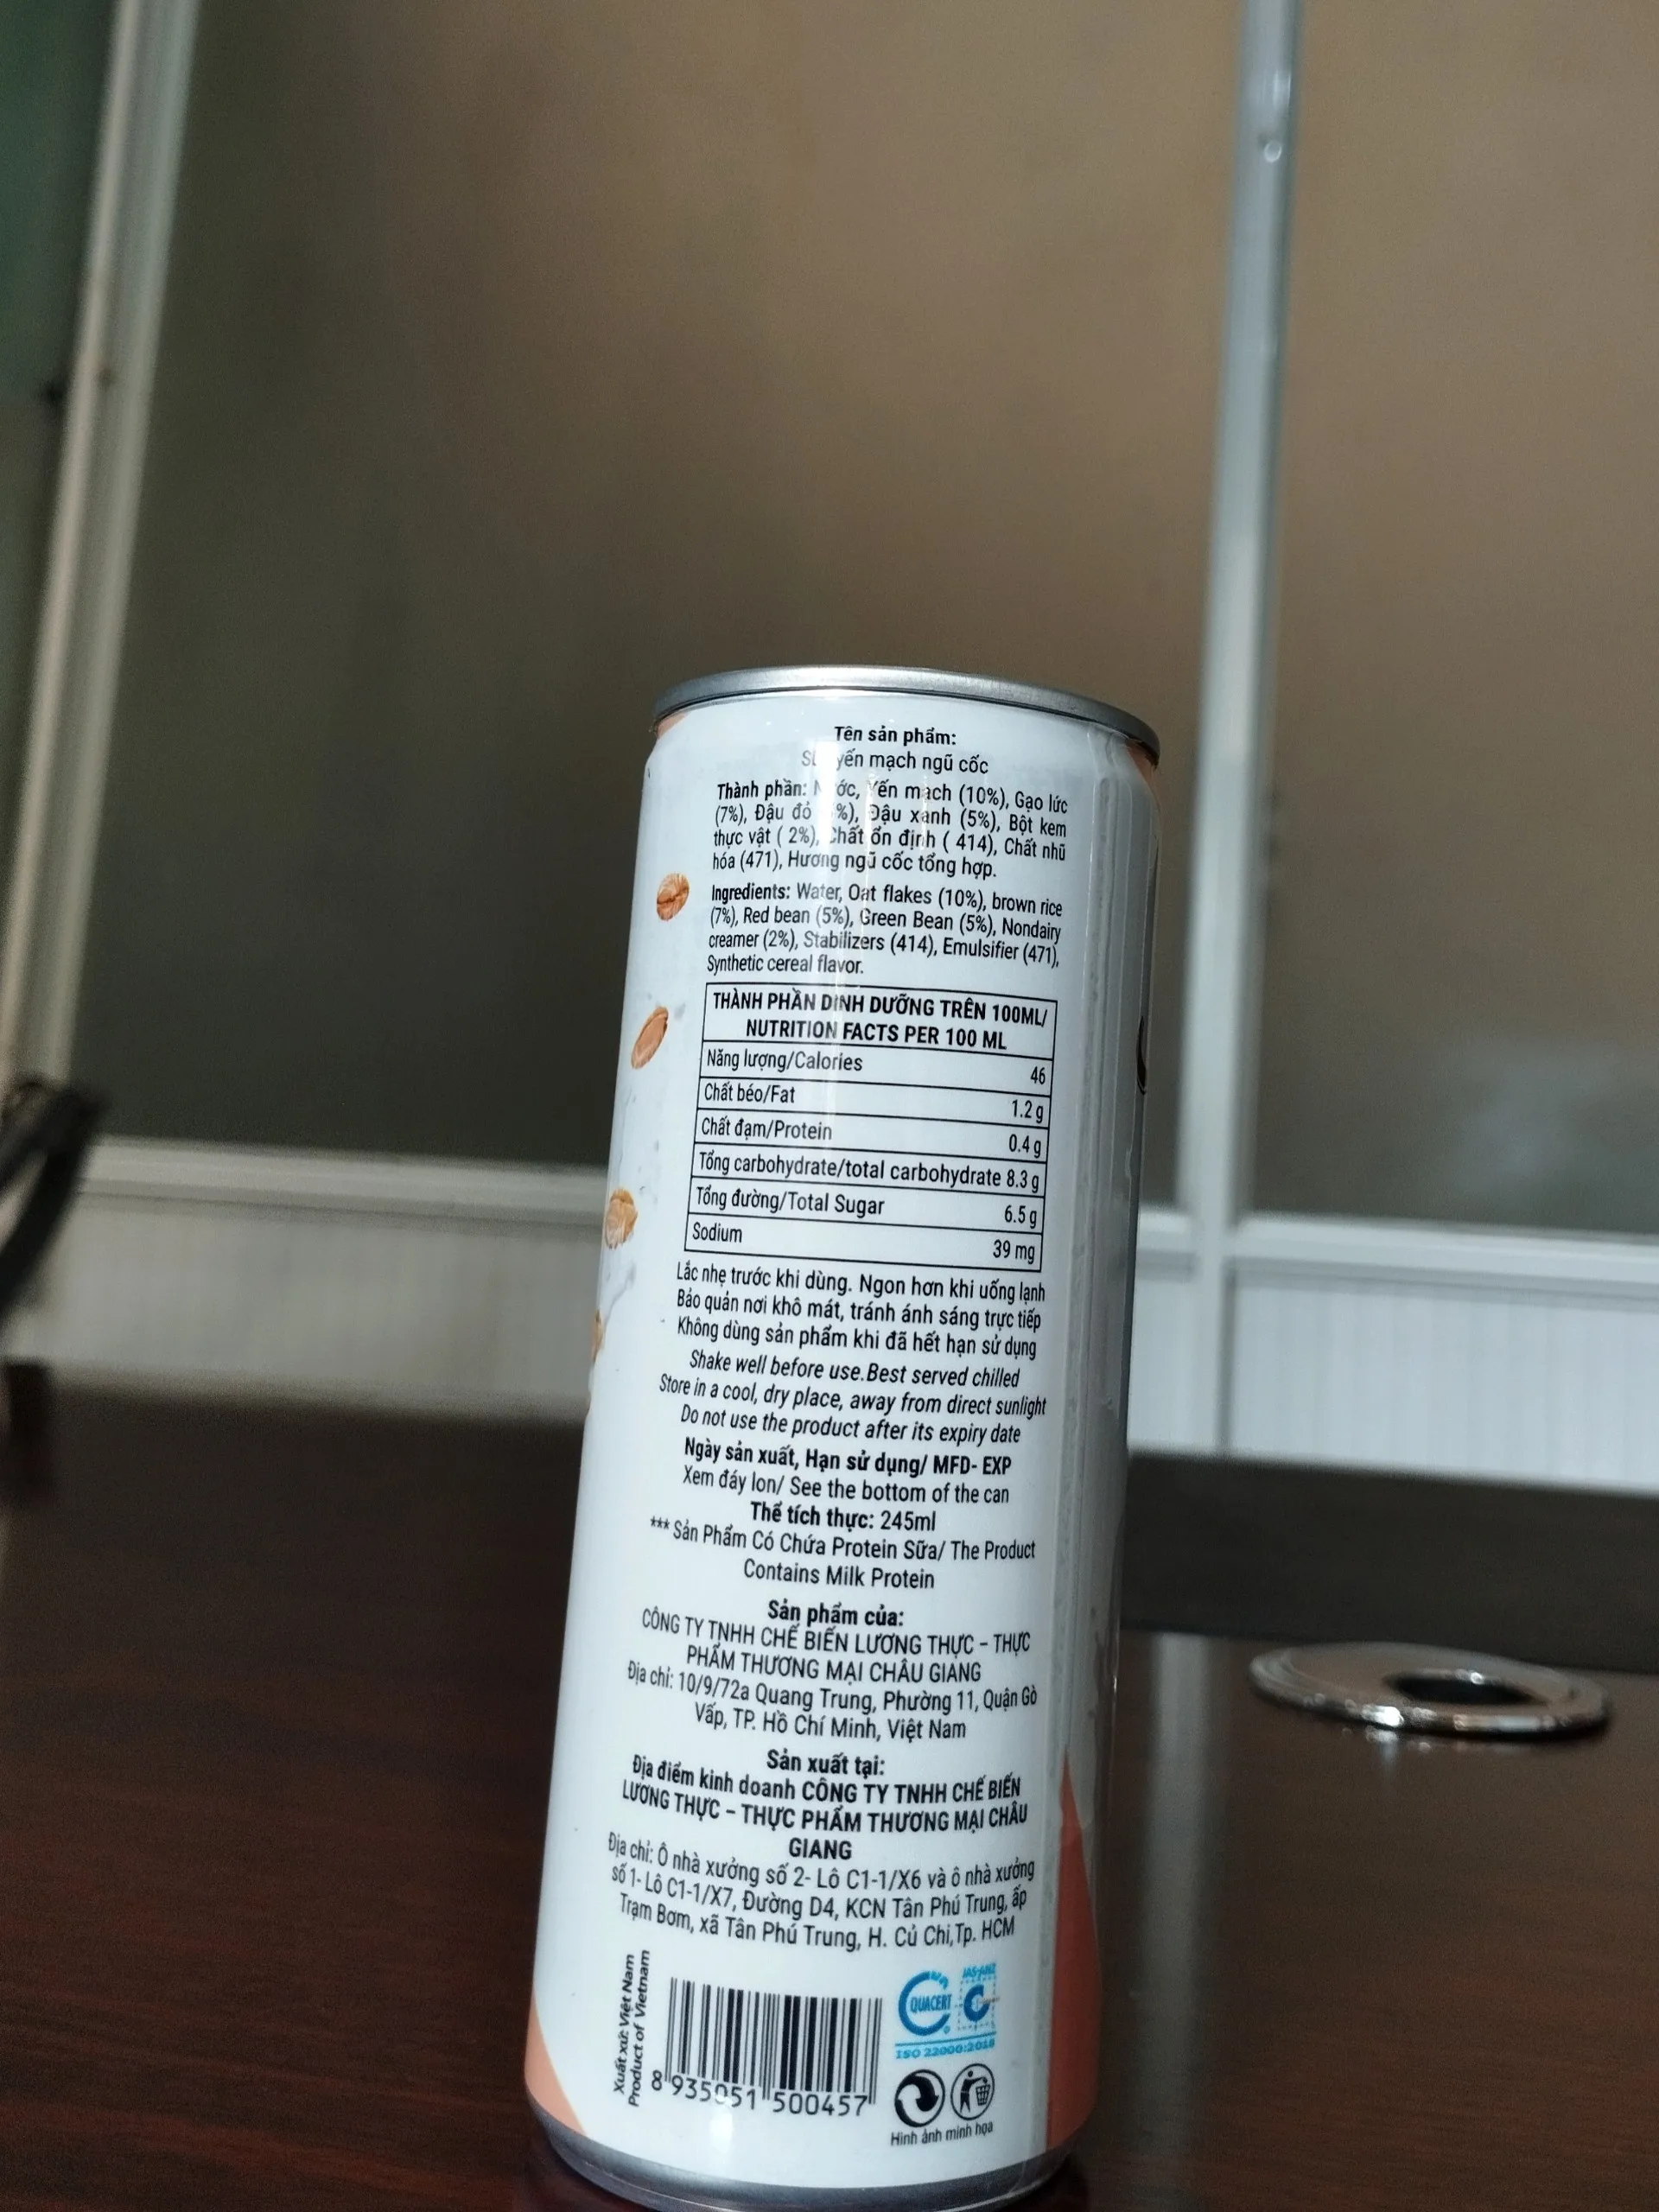 Tên sản phẩm:
yến mạch ngũ cốc
Thành phần: Nước, Yến mạch (10%), Gạo lức
(7%), Đậu đỏ %), Đậu xanh (5%), Bột kem
thực vật ( 2%), Chất ổn định ( 414), Chất nhũ
hóa (471), Hương ngũ cốc tổng hợp.
Ingredients: Water, Oat flakes (10%), brown rice
(7%), Red bean (5%), Green Bean (5%), Nondairy
creamer (2%), Stabilizers (414), Emulsifier (471),
Synthetic cereal flavor.
THÀNH PHẦN DINH DƯỠNG TRÊN 100ML/
NUTRITION FACTS PER 100 ML
Năng lượng/Calories 46
Chất béo/Fat 1.2 g
Chất đạm/Protein 0.4 g
Tổng carbohydrate/total carbohydrate 8.3 g
Tổng đường/Total Sugar 6.5 g
Sodium 39 mg
Lắc nhẹ trước khi dùng. Ngon hơn khi uống lạnh
Bảo quản nơi khô mát, tránh ánh sáng trực tiếp
Không dùng sản phẩm khi đã hết hạn sử dụng
Shake well before use.Best served chilled
Store in a cool, dry place, away from direct sunlight
Do not use the product after its expiry date
Ngày sản xuất, Hạn sử dụng/ MFD- EXP
Xem đáy lon/ See the bottom of the can
Thể tích thực: 245ml
*** Sản Phẩm Có Chứa Protein Sữa/ The Product
Contains Milk Protein
Sản phẩm của:
CÔNG TY TNHH CHẾ BIẾN LƯƠNG THỰC – THỰC
PHẨM THƯƠNG MẠI CHÂU GIANG
Địa chỉ: 10/9/72a Quang Trung, Phường 11, Quận Gò
Vấp, TP. Hồ Chí Minh, Việt Nam
Sản xuất tại:
Địa điểm kinh doanh CÔNG TY TNHH CHẾ BIẾN
LƯƠNG THỰC – THỰC PHẨM THƯƠNG MẠI CHÂU
GIANG
Địa chỉ: Ô nhà xưởng số 2- Lô C1-1/X6 và ô nhà xưởng
số 1- Lô C1-1/X7, Đường D4, KCN Tân Phú Trung, ấp
Trạm Bơm, xã Tân Phú Trung, H. Củ Chi,Tp. HCM
Xuất xứ: Việt Nam
Product of Vietnam
8 935051 500457
QUACERT
JAS-ANZ
ISO 22000:2018
Hình ảnh minh họa